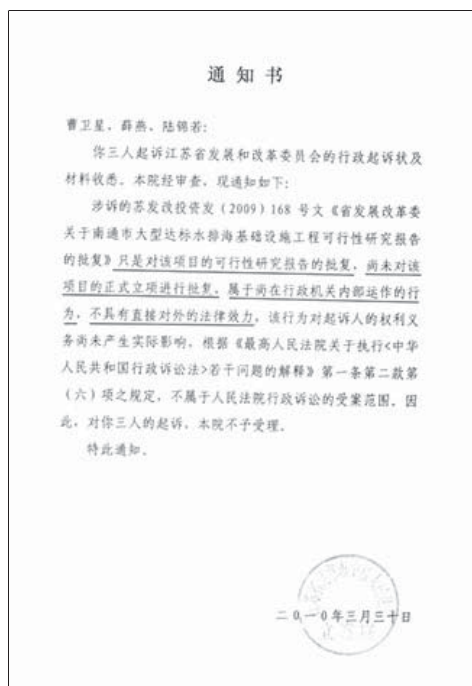 通知书
曹卫星、薛燕、陆锦若:
你三人起诉江苏省发展和改革委员会的行政起诉状及
材料收悉。本院经审查，现通知如下:
涉诉的苏发改投资发（2009）168 号文《省发展改革委
关于南通市大型达标水排海基础设施工程可行性研究报告
的批复》只是对该项目的可行性研究报告的批复，尚未对该
项目的正式立项进行批复，属于尚在行政机关内部运作的行
为，不具有直接对外的法律效力，该行为对起诉人的权利义
务尚未产生实际影响，根据《最高人民法院关于执行<中华
人民共和国行政诉讼法>若干问题的解释》第一条第二款第
（六）项之规定，不属于人民法院行政诉讼的受案范围。因
此，对你三人的起诉，本院不予受理。
特此通知。
二0一0年三月三十日